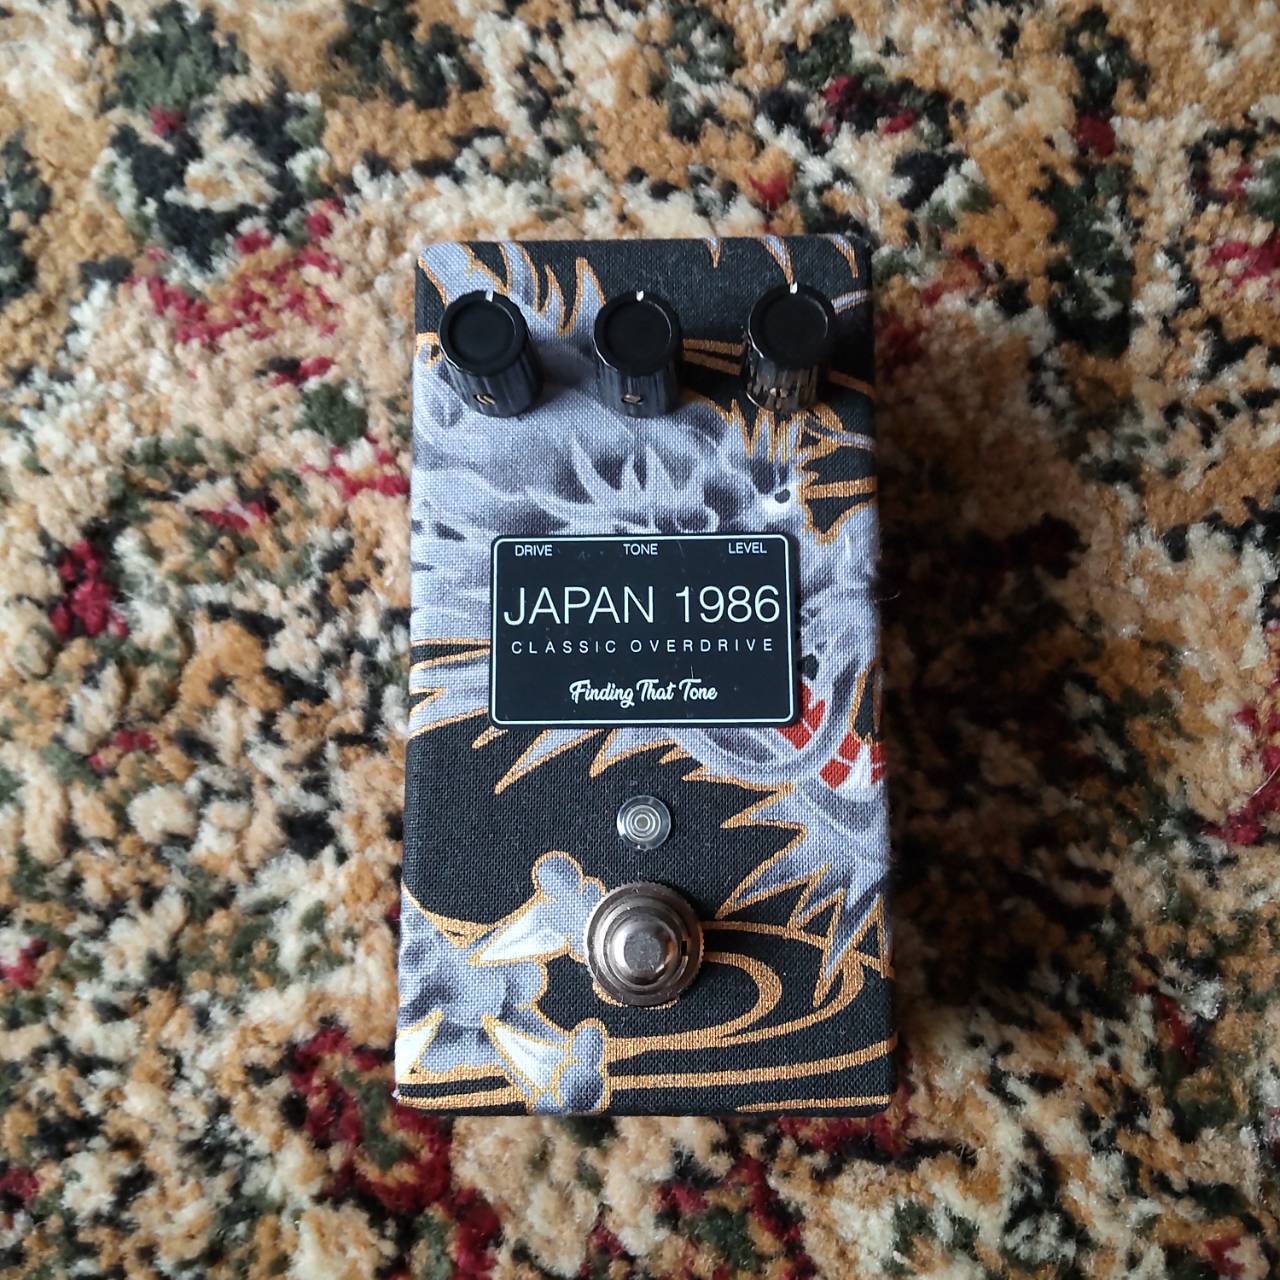 DRIVE TONE LEVEL
JAPAN 1986
CLASSIC OVERDRIVE
Finding That Tone